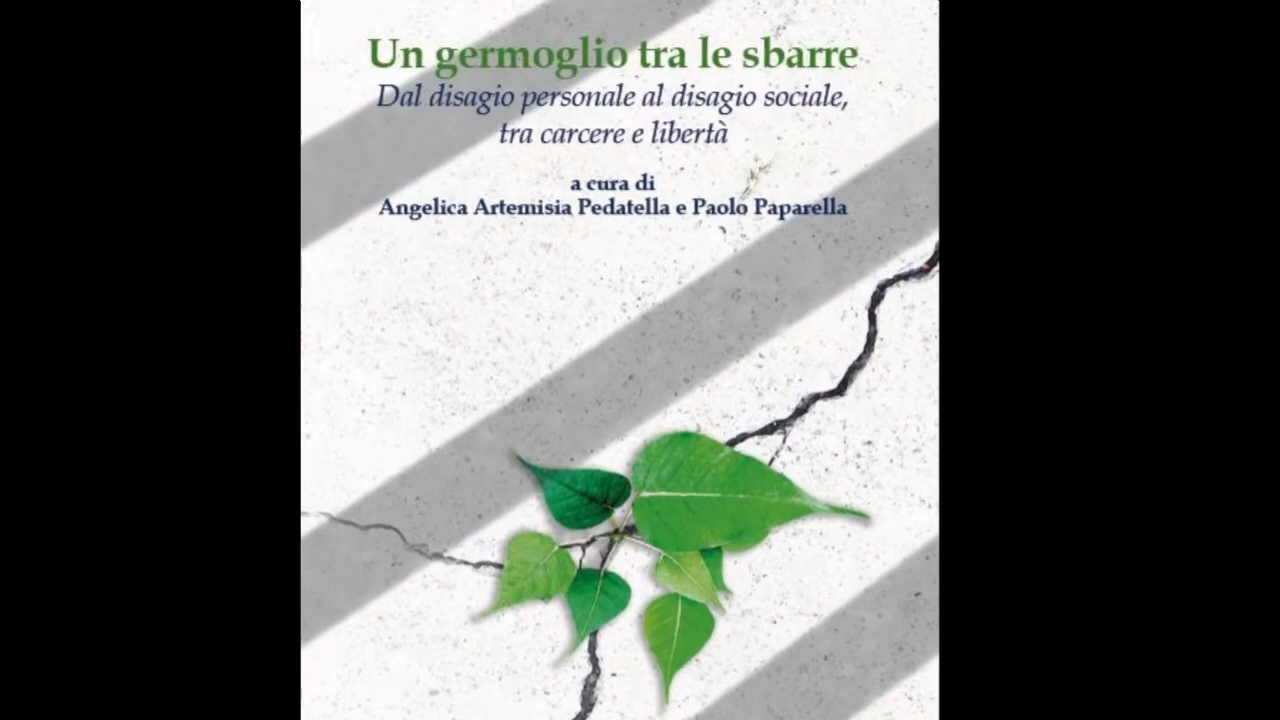 Un germoglio tra le sbarre
Dal disagio personale al disagio sociale,
tra carcere e libertà
a cura di
Angelica Artemisia Pedatella e Paolo Paparella